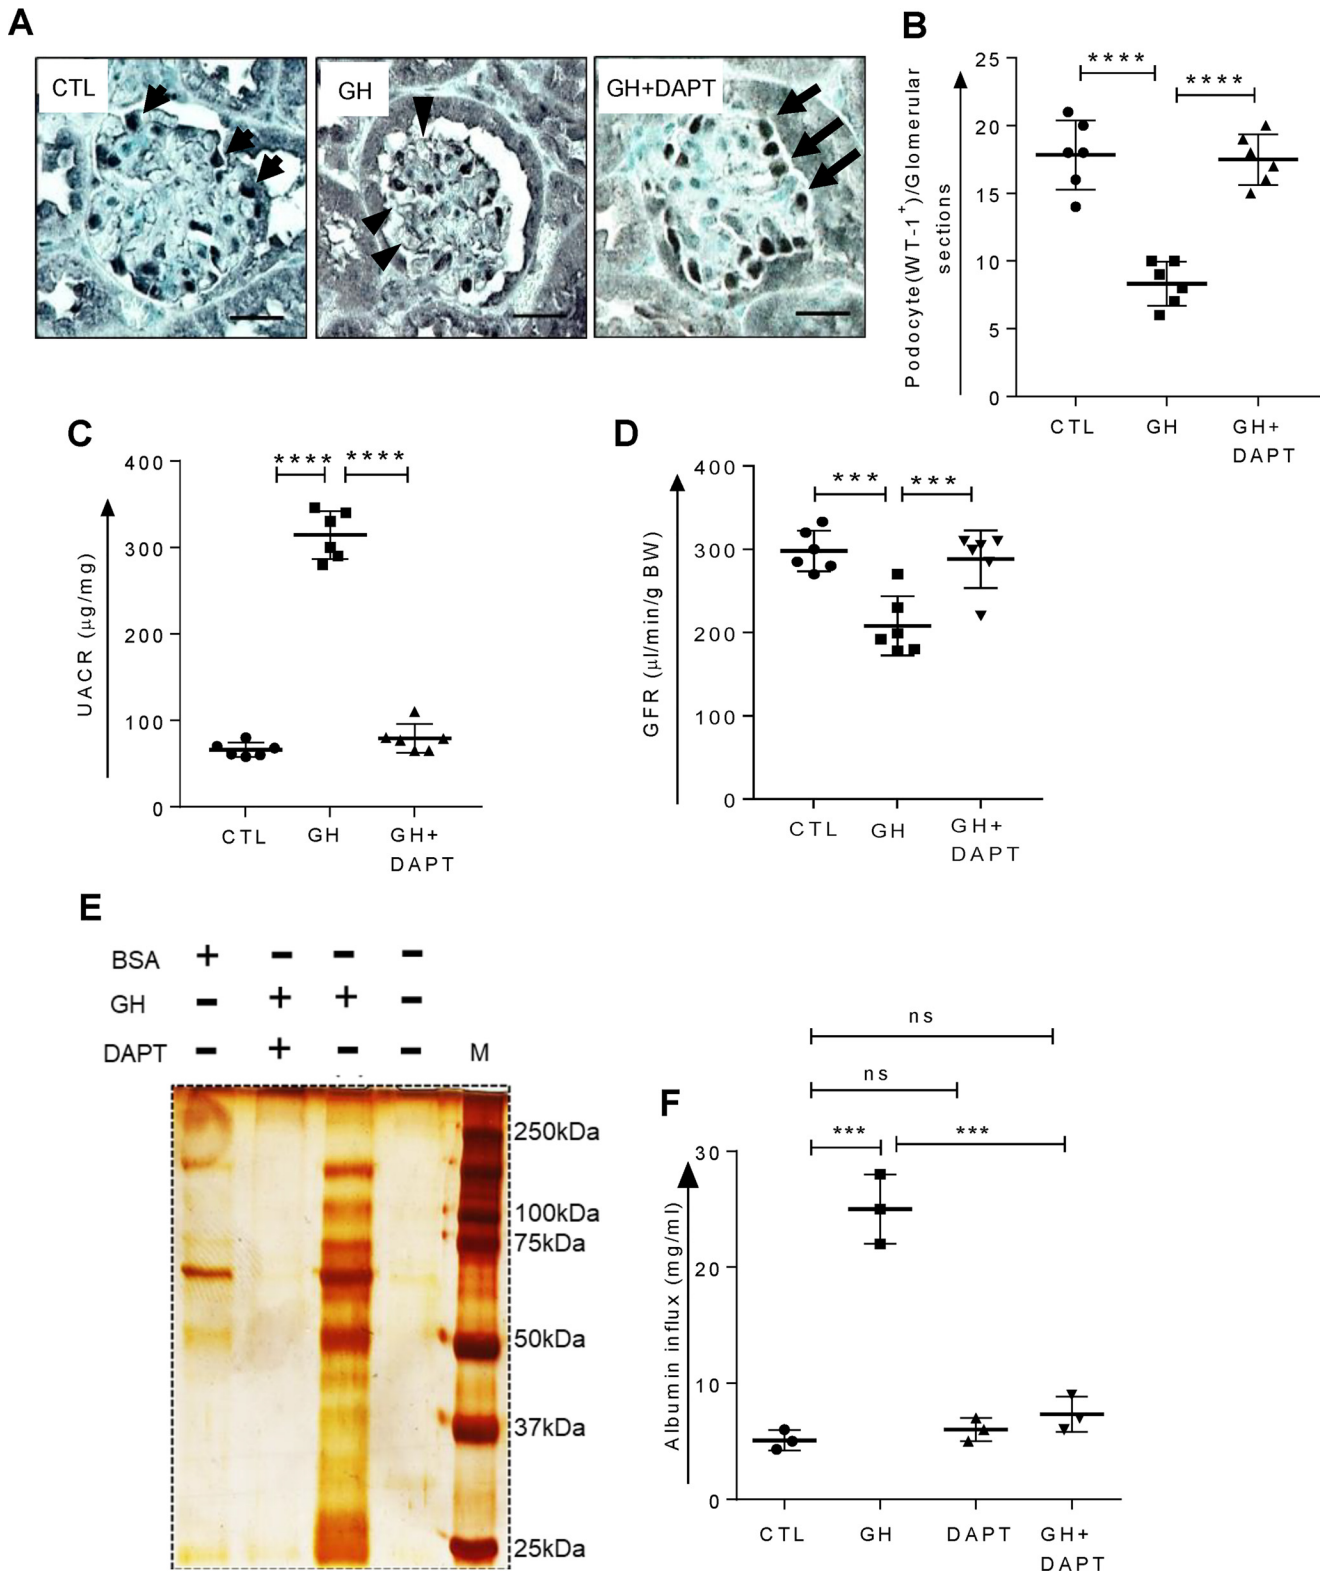 A
CTL
GH
GH+DAPT
B
Podocyte(WT-1+)/Glomerular
sections
25
20
15
10
5
0
****
****
CTL
GH
GH+
DAPT
C
UACR (µg/mg)
400
300
200
100
0
****
****
CTL
GH
GH+
DAPT
D
GFR (µl/min/g BW)
400
300
200
100
0
***
***
CTL
GH
GH+
DAPT
E
BSA + - - -
GH - + + -
DAPT - + - - M
250kDa
100kDa
75kDa
50kDa
37kDa
25kDa
F
ns
ns
***
***
Albumin influx (mg/ml)
30
20
10
0
CTL
GH
DAPT
GH+
DAPT